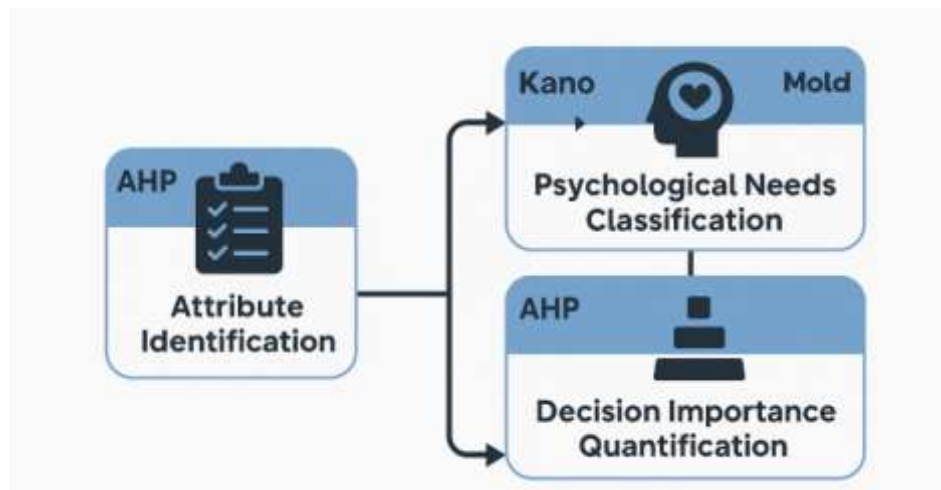 AHP
Attribute
Identification
Kano Mold
Psychological Needs
Classification
AHP
Decision Importance
Quantification